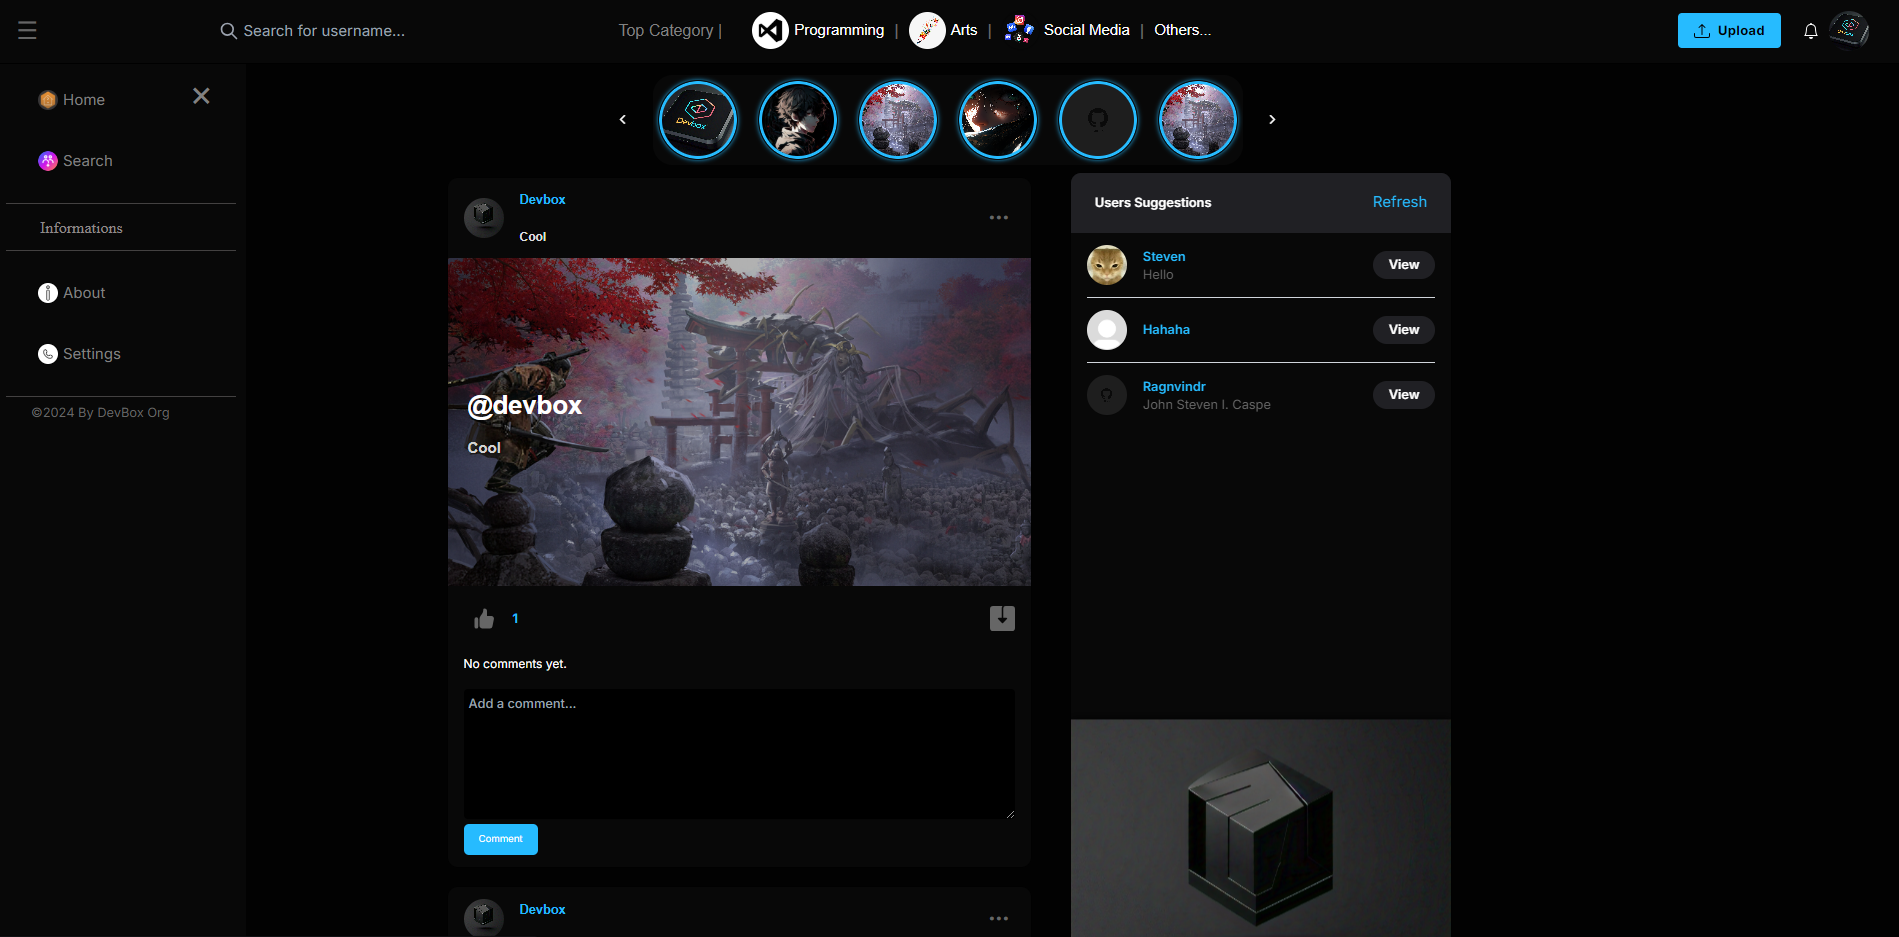 Search for username...
Top Category |
Programming |
Arts |
Social Media |
Others...
Upload
Home
Search
Informations
About
Settings
©2024 By DevBox Org
Devbox
Devbox
Cool
@devbox
Cool
1
No comments yet.
Add a comment...
Comment
Devbox
Users Suggestions
Refresh
Steven
Hello
View
Hahaha
View
Ragnvindr
John Steven I. Caspe
View